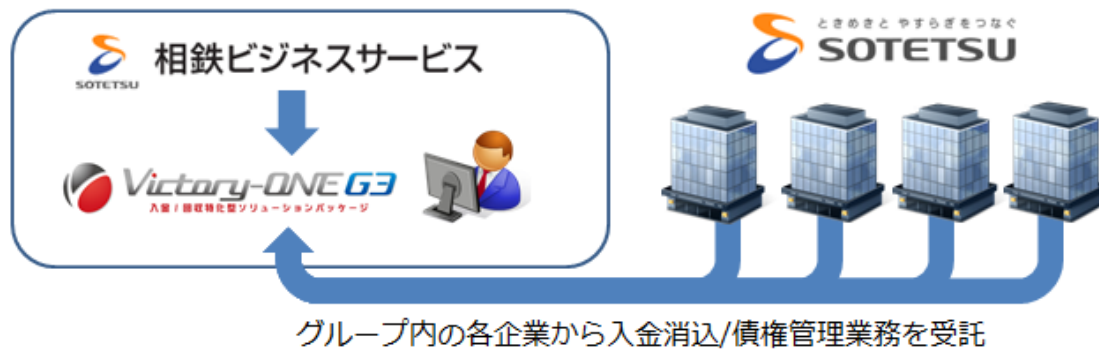 相鉄ビジネスサービス
SOTETSU
ときめきと やすらぎをつなぐ
SOTETSU
Victory-ONE G3
入金/回収特化型ソリューションパッケージ
グループ内の各企業から入金消込/債権管理業務を受託